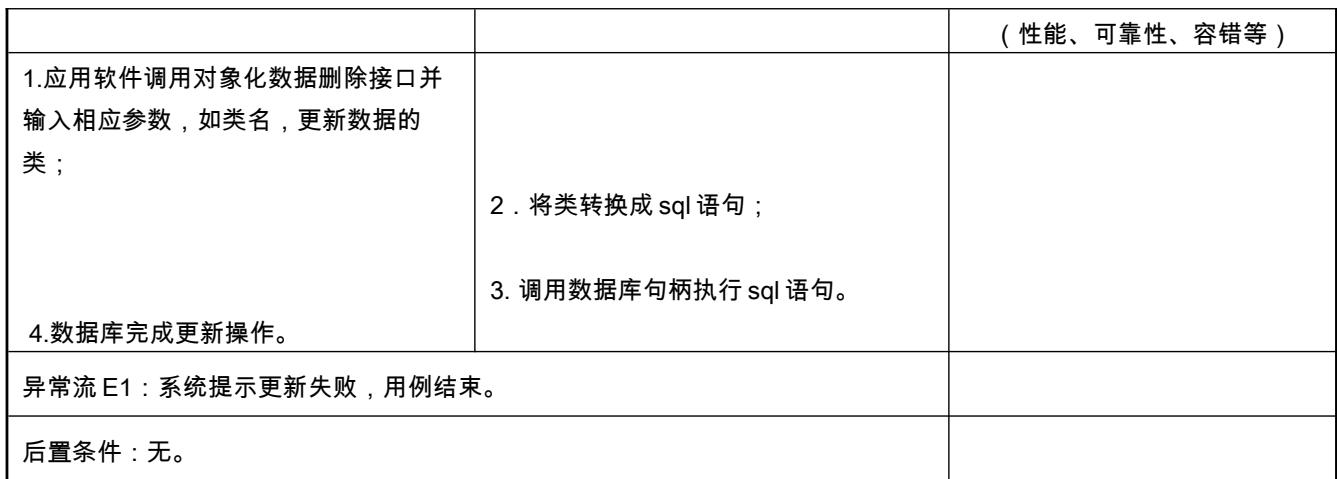 （性能、可靠性、容错等）
1.应用软件调用对象化数据删除接口并
输入相应参数，如类名，更新数据的
类；
2．将类转换成 sql 语句；
3. 调用数据库句柄执行 sql 语句。
4.数据库完成更新操作。
异常流 E1：系统提示更新失败，用例结束。
后置条件：无。